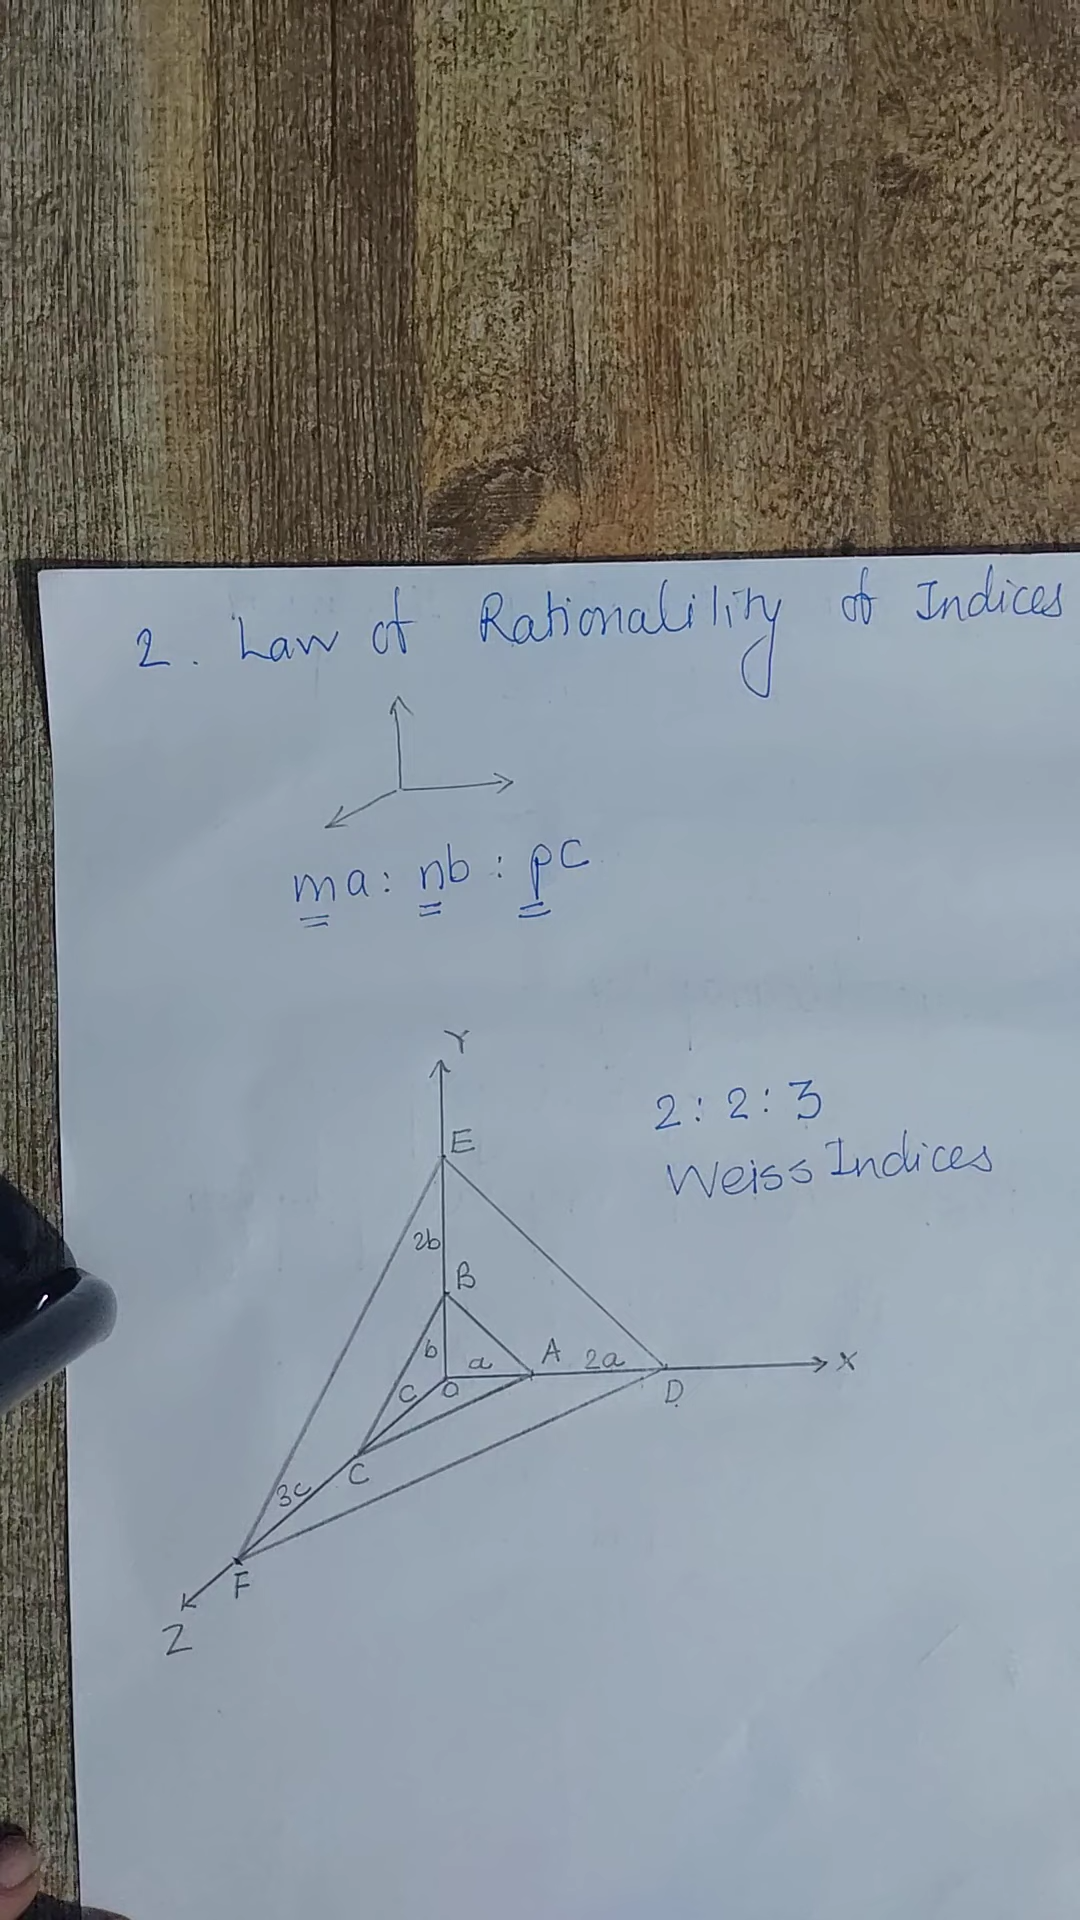 2. Law of Rationalility of Indices
ma: nb : pc
Y
2 : 2 : 3
Weiss Indices
E
2b
B
b
a
A
2a
X
C
O
D
C
3c
F
Z